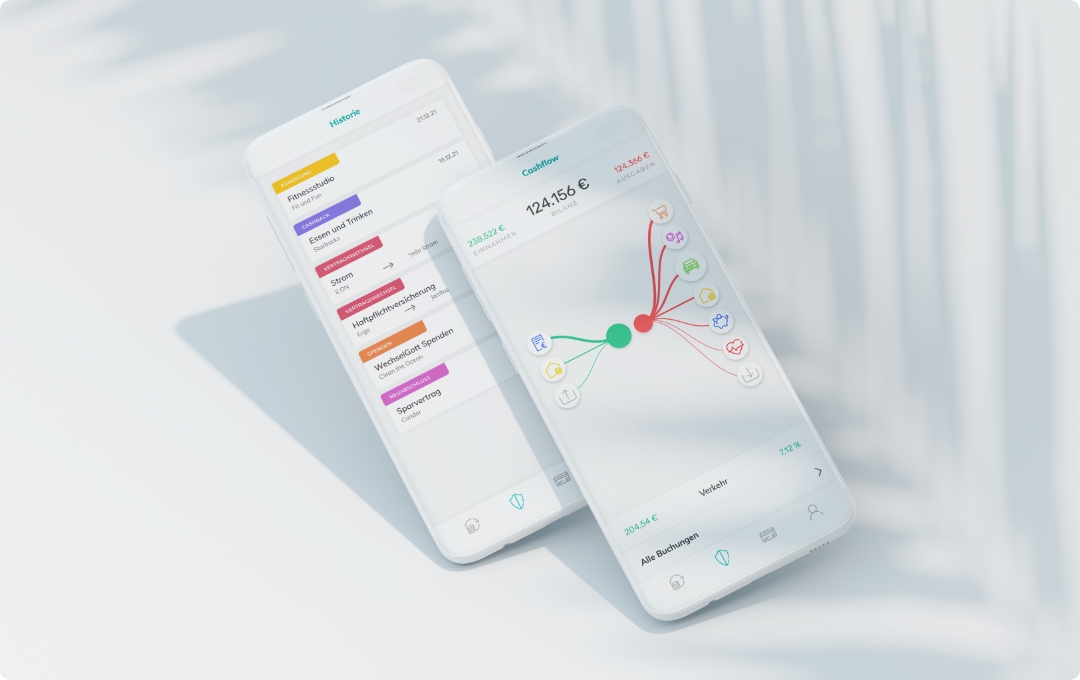 Historie
21.12.21
KÜNDIGUNG
Fitnessstudio
Fit und Fun
18.12.21
CASHBACK
Essen und Trinken
Starbucks
VERTRAGSWECHSEL
Strom
E.ON
Yello Strom
VERTRAGSWECHSEL
Haftpflichtversicherung
Ergo
Janitos
SPENDEN
WechselGott Spenden
Clean the Ocean
NEUABSCHLUSS
Sparvertrag
Condor
Cashflow
238.522 €
EINNAHMEN
124.156 €
BILANZ
124.366 €
AUSGABEN
204.54 €
Verkehr
7.12 %
Alle Buchungen